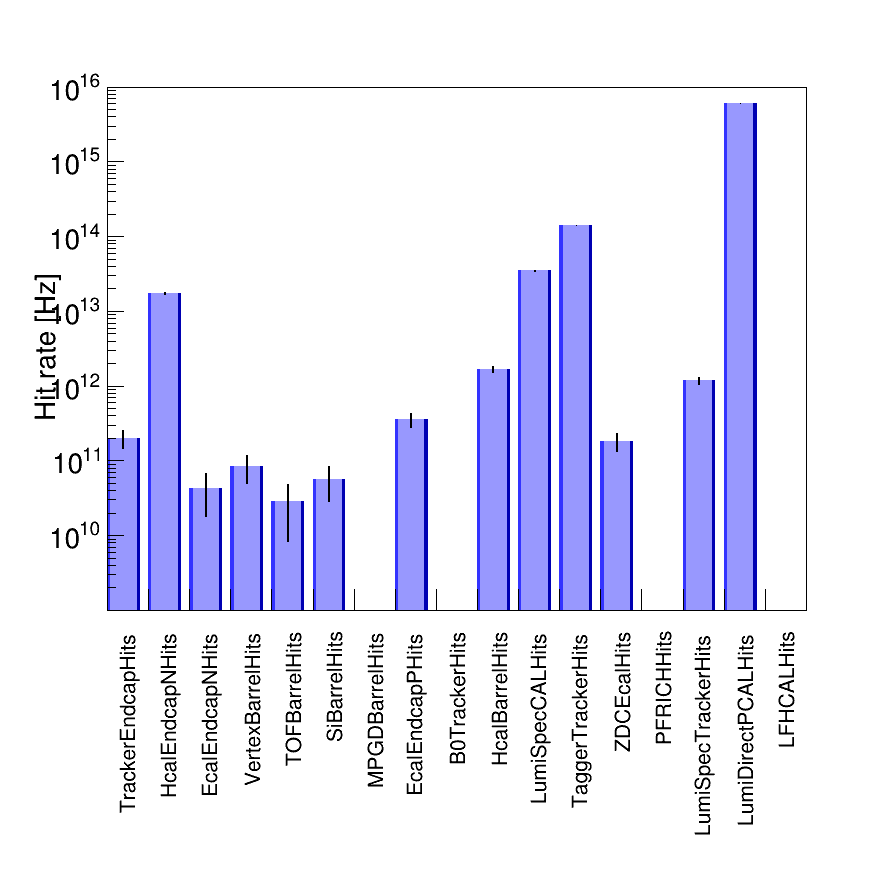 10^16
10^15
10^14
10^13
10^12
10^11
10^10
Hit rate [Hz]
TrackerEndcapHits
HcalEndcapNHits
EcalEndcapNHits
VertexBarrelHits
TOFBarrelHits
SiBarrelHits
MPGDBarrelHits
EcalEndcapPHits
B0TrackerHits
HcalBarrelHits
LumiSpecCALHits
TaggerTrackerHits
ZDCEcalHits
PFRICHHits
LumiSpecTrackerHits
LumiDirectPCALHits
LFHCALHits